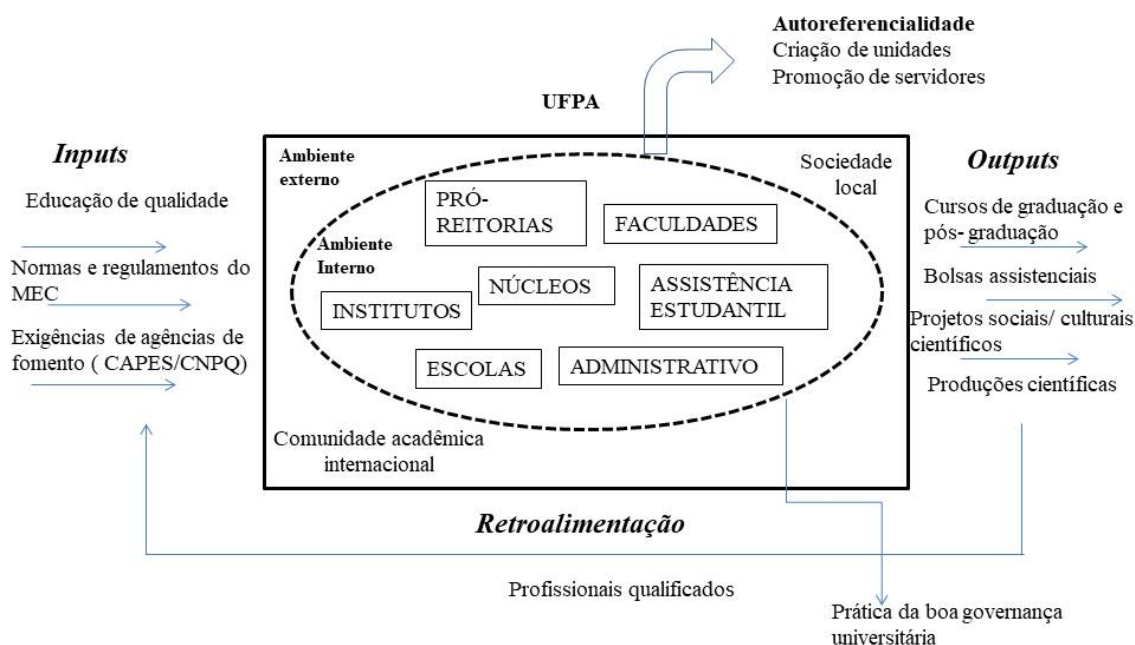 Autoreferencialidade
Criação de unidades
Promoção de servidores
UFPA
Inputs
Educação de qualidade
Normas e regulamentos do
MEC
Exigências de agências de
fomento ( CAPES/CNPQ)
Ambiente
externo
Sociedade
local
PRÓ-
REITORIAS
FACULDADES
Ambiente
Interno
NÚCLEOS
ASSISTÊNCIA
ESTUDANTIL
INSTITUTOS
ESCOLAS
ADMINISTRATIVO
Comunidade acadêmica
internacional
Outputs
Cursos de graduação e
pós- graduação
Bolsas assistenciais
Projetos sociais/ culturais
científicos
Produções científicas
Retroalimentação
Profissionais qualificados
Prática da boa governança
universitária